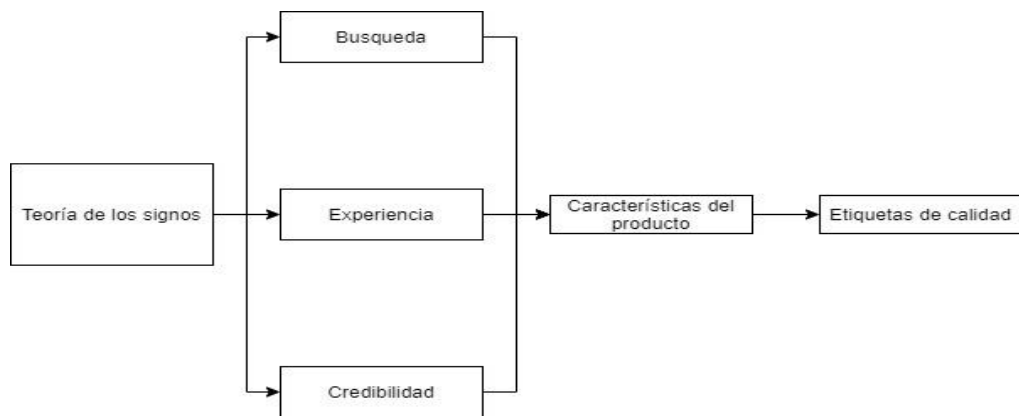 Busqueda
Teoría de los signos
Experiencia
Características del
producto
Etiquetas de calidad
Credibilidad